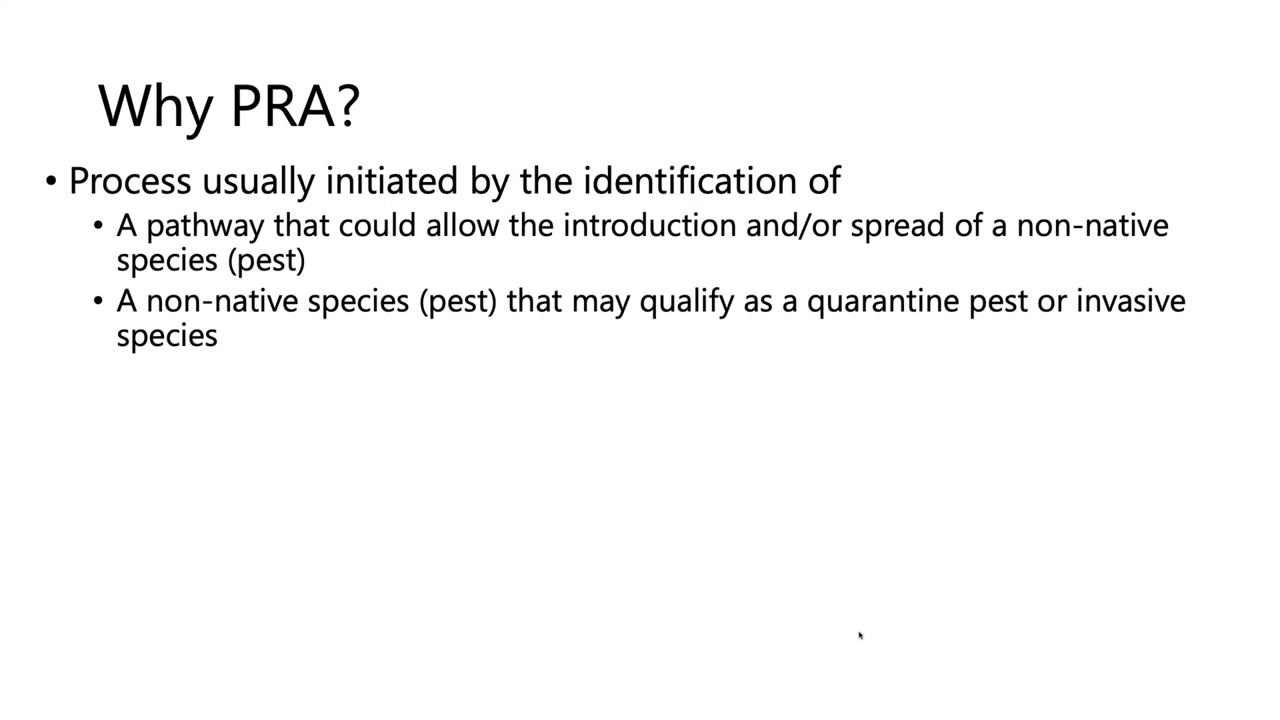 Why PRA?
• Process usually initiated by the identification of
• A pathway that could allow the introduction and/or spread of a non-native
species (pest)
• A non-native species (pest) that may qualify as a quarantine pest or invasive
species